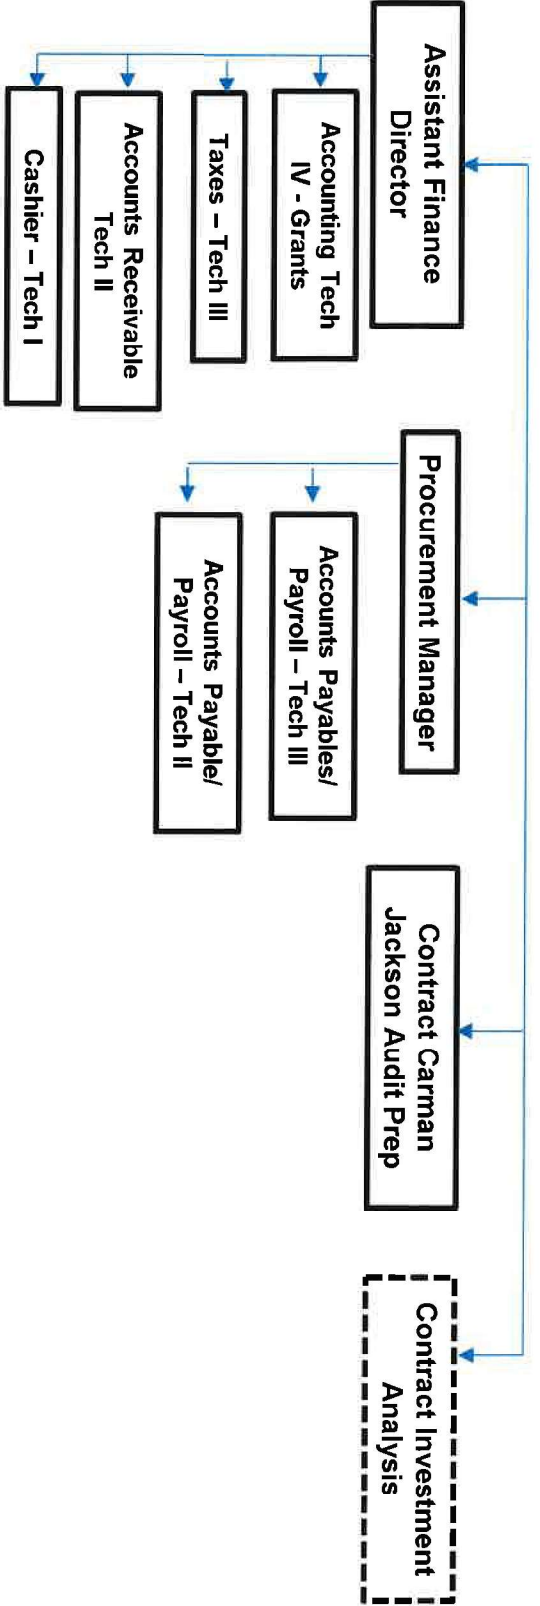 Assistant Finance
Director
Accounting Tech
IV - Grants
Taxes – Tech III
Accounts Receivable
Tech II
Cashier – Tech I
Procurement Manager
Accounts Payables/
Payroll – Tech III
Accounts Payable/
Payroll – Tech II
Contract Carman
Jackson Audit Prep
Contract Investment
Analysis